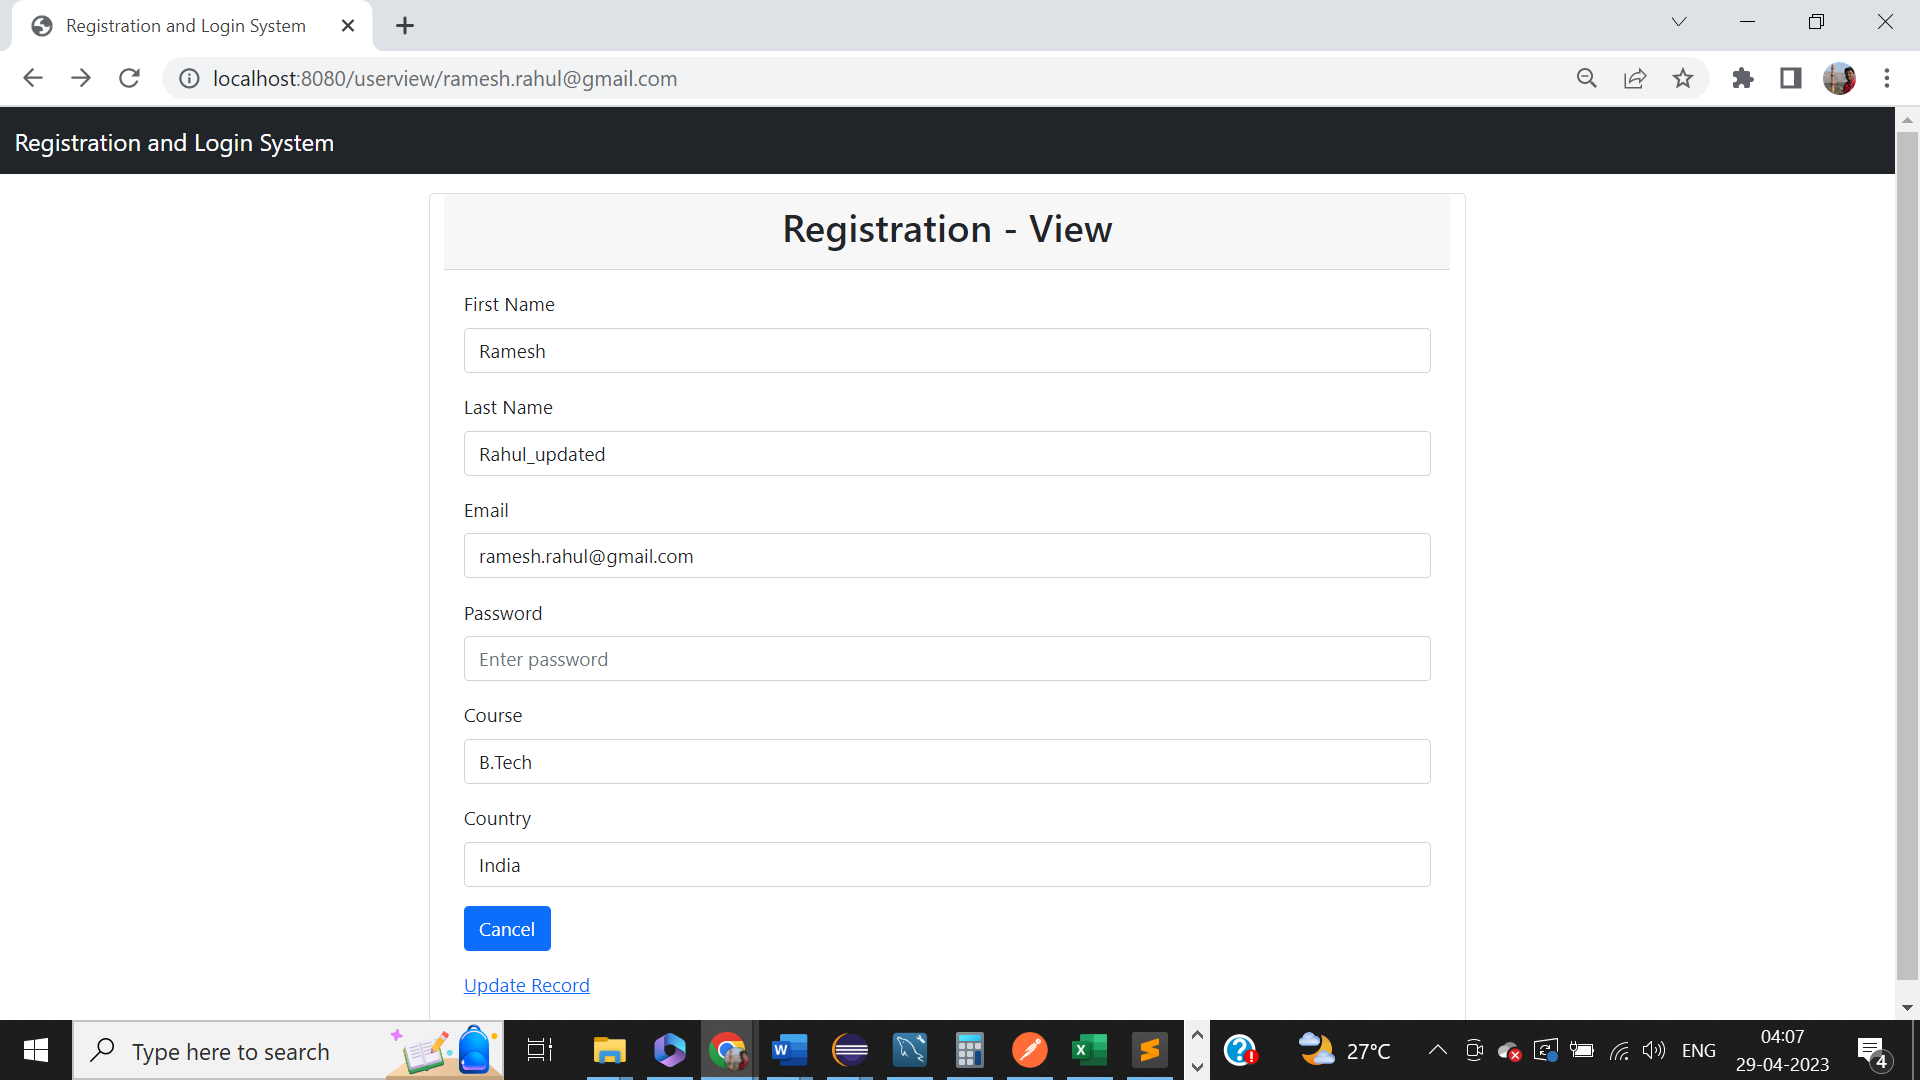 Registration and Login System
localhost:8080/userview/ramesh.rahul@gmail.com
Registration and Login System
Registration - View
First Name
Ramesh
Last Name
Rahul_updated
Email
ramesh.rahul@gmail.com
Password
Enter password
Course
B.Tech
Country
India
Cancel
Update Record
Type here to search
27°C
ENG
04:07
29-04-2023
4